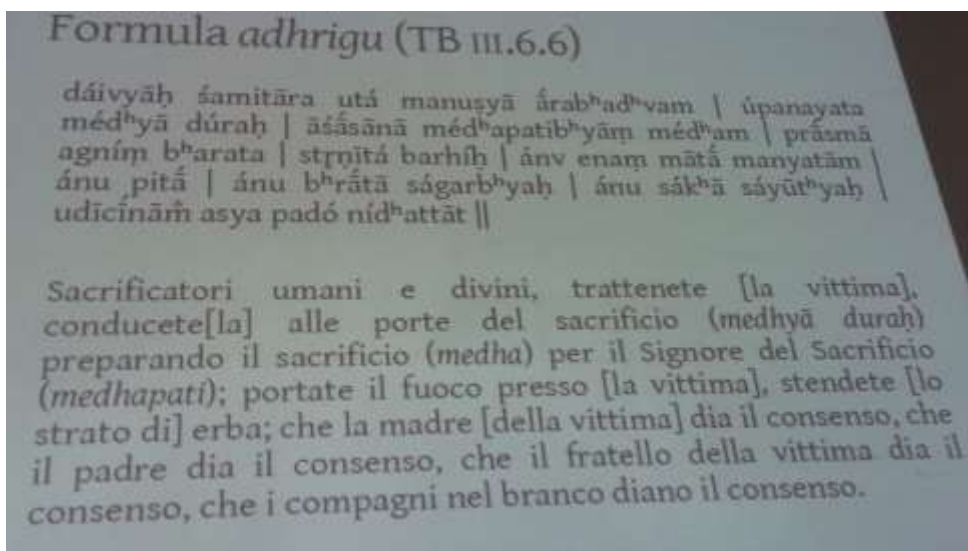 Formula adhrigu (TB III.6.6)
dáivyāḥ śamitāra utá manuṣyā ā́rabʰadʰvam | úpanayata
médʰyā dúraḥ | āśā́sānā médʰapatibʰyāṃ médʰam | prā́smā
agním bʰarata | stṛṇītá barhíḥ | ánv enaṃ mātā́ manyatām |
ánu pitā́ | ánu bʰrā́tā ságarbʰyaḥ | ánu sákʰā sáyūtʰyaḥ |
udīcī́nām̐ asya padó nídʰattāt ||
Sacrificatori umani e divini, trattenete [la vittima],
conducete[la] alle porte del sacrificio (medhyā duraḥ)
preparando il sacrificio (medha) per il Signore del Sacrificio
(medhapati); portate il fuoco presso [la vittima], stendete [lo
strato di] erba; che la madre [della vittima] dia il consenso, che
il padre dia il consenso, che il fratello della vittima dia il
consenso, che i compagni nel branco diano il consenso.